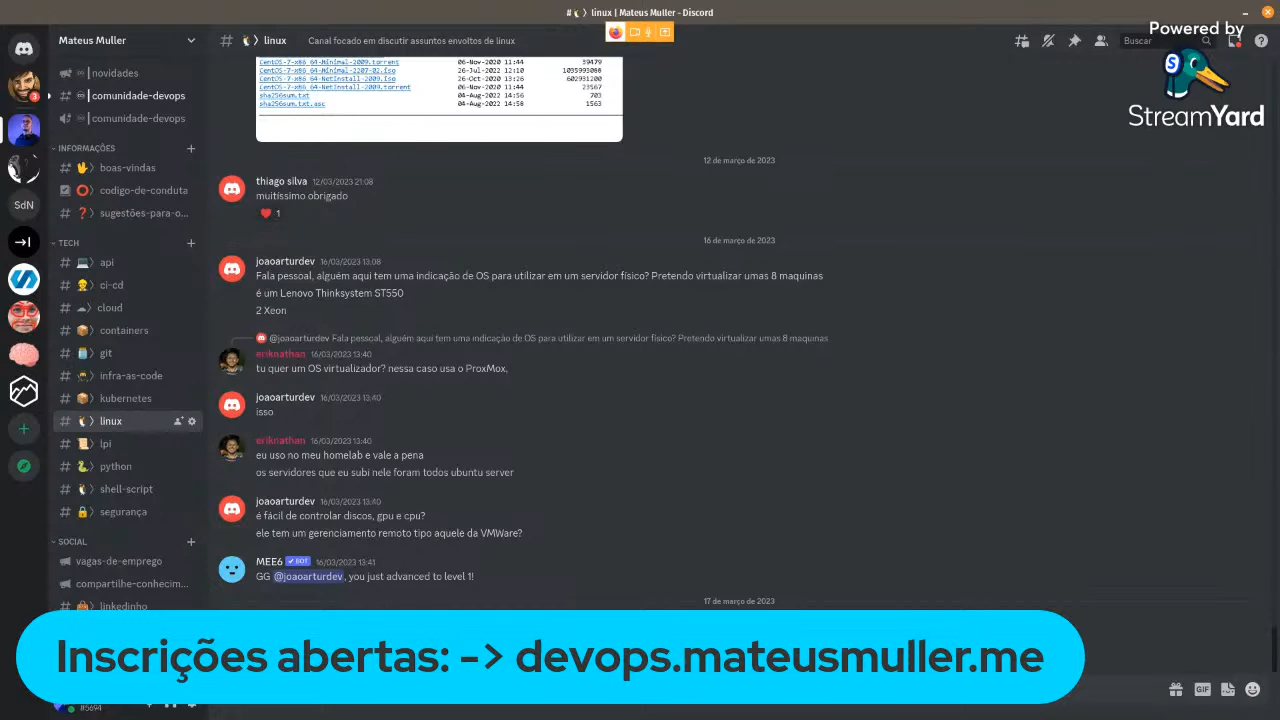 # 🐧〉linux | Mateus Muller - Discord
Powered by
StreamYard
Mateus Muller
# 🐧〉linux
Canal focado em discutir assuntos envoltos de linux
Buscar
novidades
comunidade-devops
comunidade-devops
INFORMAÇÕES
boas-vindas
codigo-de-conduta
sugestões-para-o...
SdN
3
TECH
api
ci-cd
cloud
containers
git
infra-as-code
kubernetes
linux
lpi
python
shell-script
segurança
SOCIAL
vagas-de-emprego
compartilhe-conhecim...
linkedinho
#5694
CentOS-7-x86_64-Minimal-2009.torrent 06-Nov-2020 11:44 39479
CentOS-7-x86_64-Minimal-2207-02.iso 26-Jul-2022 12:10 1035993088
CentOS-7-x86_64-NetInstall-2009.iso 26-Oct-2020 13:26 602931200
CentOS-7-x86_64-NetInstall-2009.torrent 06-Nov-2020 11:44 23567
sha256sum.txt 04-Aug-2022 14:56 703
sha256sum.txt.asc 04-Aug-2022 14:58 1563
12 de março de 2023
thiago silva 12/03/2023 21:08
muitíssimo obrigado
❤️ 1
16 de março de 2023
joaoarturdev 16/03/2023 13:08
Fala pessoal, alguém aqui tem uma indicação de OS para utilizar em um servidor físico? Pretendo virtualizar umas 8 maquinas
é um Lenovo Thinksystem ST550
2 Xeon
@joaoarturdev Fala pessoal, alguém aqui tem uma indicação de OS para utilizar em um servidor físico? Pretendo virtualizar umas 8 maquinas
eriknathan 16/03/2023 13:40
tu quer um OS virtualizador? nessa caso usa o ProxMox,
joaoarturdev 16/03/2023 13:40
isso
eriknathan 16/03/2023 13:40
eu uso no meu homelab e vale a pena
os servidores que eu subi nele foram todos ubuntu server
joaoarturdev 16/03/2023 13:40
é fácil de controlar discos, gpu e cpu?
ele tem um gerenciamento remoto tipo aquele da VMWare?
MEE6 BOT 16/03/2023 13:41
GG @joaoarturdev, you just advanced to level 1!
17 de março de 2023
Inscrições abertas: -> devops.mateusmuller.me
GIF